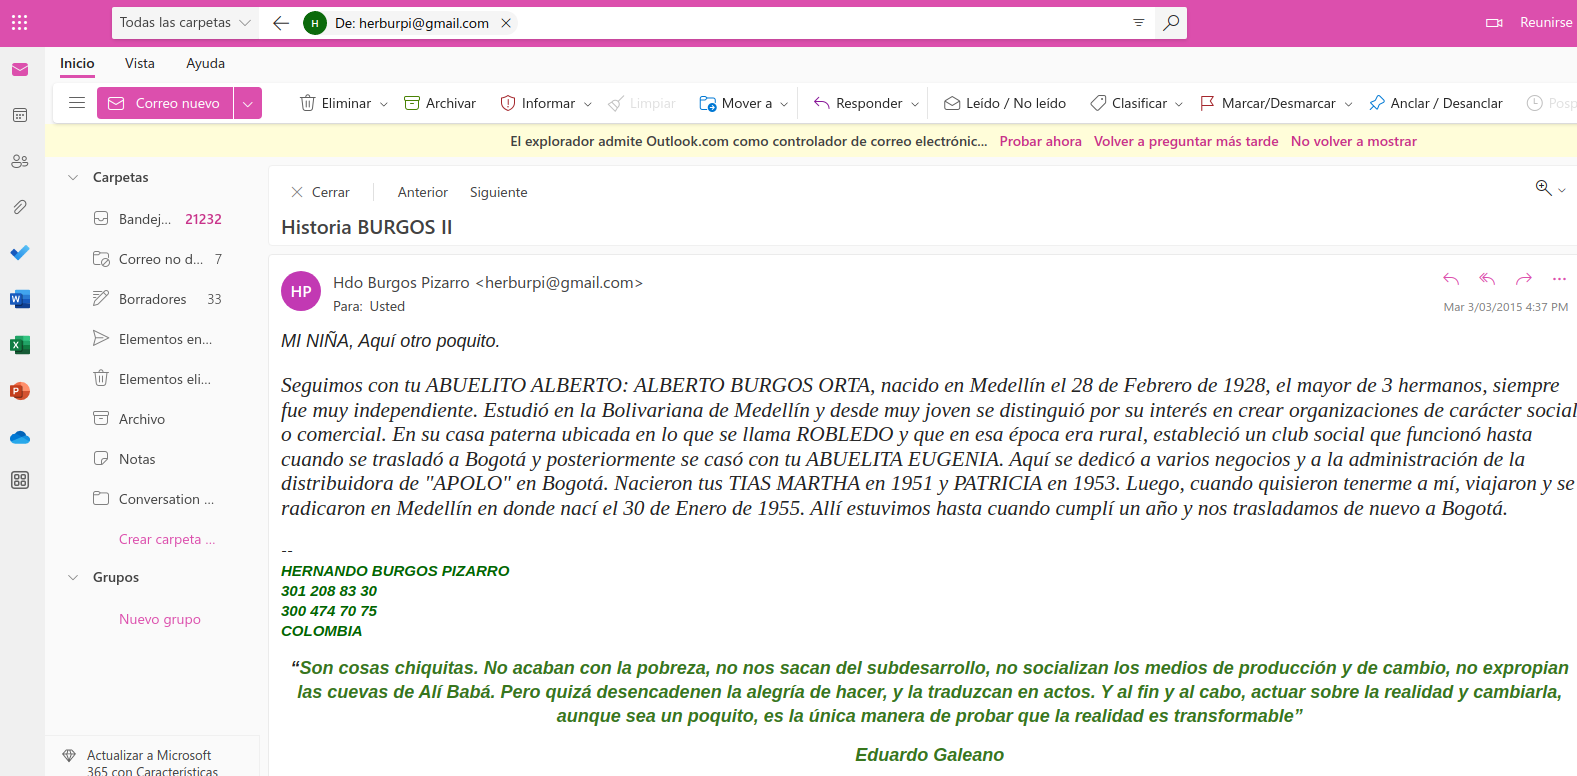 Todas las carpetas
H De: herburpi@gmail.com
Reunirse
Inicio Vista Ayuda
Correo nuevo Eliminar Archivar Informar Limpiar Mover a Responder Leído / No leído Clasificar Marcar/Desmarcar Anclar / Desanclar Posp
El explorador admite Outlook.com como controlador de correo electrónic... Probar ahora Volver a preguntar más tarde No volver a mostrar
Carpetas
Bandej... 21232
Correo no d... 7
Borradores 33
Elementos en...
Elementos eli...
Archivo
Notas
Conversation ...
Crear carpeta ...
Grupos
Nuevo grupo
Actualizar a Microsoft
365 con Características
Cerrar Anterior Siguiente
Historia BURGOS II
HP
Hdo Burgos Pizarro <herburpi@gmail.com>
Para: Usted
Mar 3/03/2015 4:37 PM
MI NIÑA, Aquí otro poquito.
Seguimos con tu ABUELITO ALBERTO: ALBERTO BURGOS ORTA, nacido en Medellín el 28 de Febrero de 1928, el mayor de 3 hermanos, siempre
fue muy independiente. Estudió en la Bolivariana de Medellín y desde muy joven se distinguió por su interés en crear organizaciones de carácter social
o comercial. En su casa paterna ubicada en lo que se llama ROBLEDO y que en esa época era rural, estableció un club social que funcionó hasta
cuando se trasladó a Bogotá y posteriormente se casó con tu ABUELITA EUGENIA. Aquí se dedicó a varios negocios y a la administración de la
distribuidora de "APOLO" en Bogotá. Nacieron tus TIAS MARTHA en 1951 y PATRICIA en 1953. Luego, cuando quisieron tenerme a mí, viajaron y se
radicaron en Medellín en donde nací el 30 de Enero de 1955. Allí estuvimos hasta cuando cumplí un año y nos trasladamos de nuevo a Bogotá.
--
HERNANDO BURGOS PIZARRO
301 208 83 30
300 474 70 75
COLOMBIA
“Son cosas chiquitas. No acaban con la pobreza, no nos sacan del subdesarrollo, no socializan los medios de producción y de cambio, no expropian
las cuevas de Alí Babá. Pero quizá desencadenen la alegría de hacer, y la traduzcan en actos. Y al fin y al cabo, actuar sobre la realidad y cambiarla,
aunque sea un poquito, es la única manera de probar que la realidad es transformable”
Eduardo Galeano